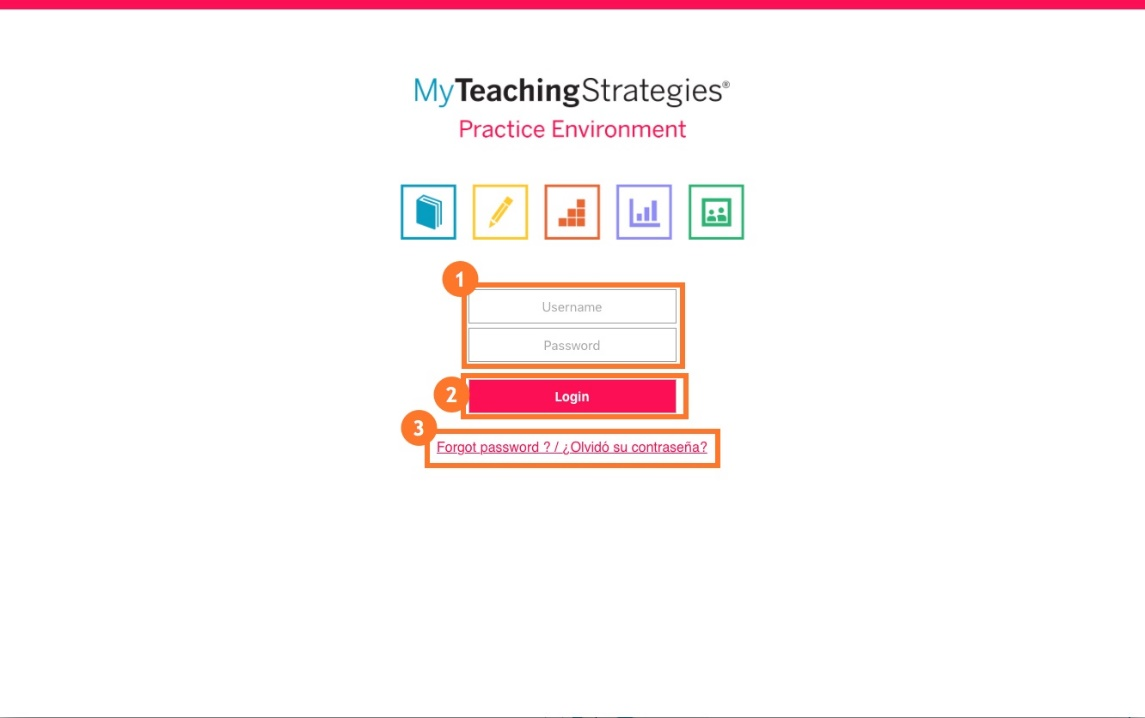 MyTeachingStrategies®
Practice Environment
1
Username
Password
2
Login
3
Forgot password ? / ¿Olvidó su contraseña?